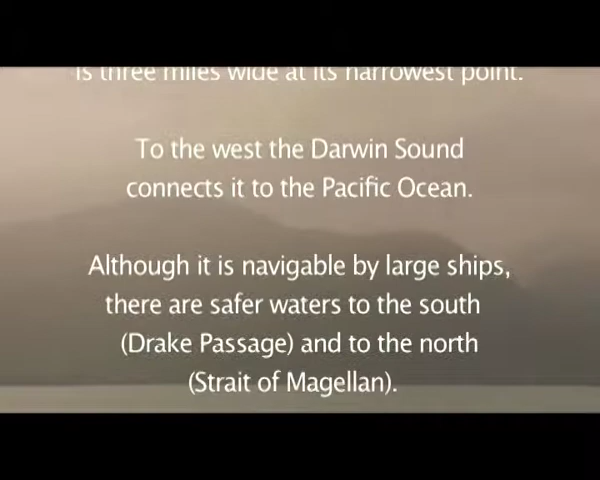 is three miles wide at its narrowest point.
To the west the Darwin Sound
connects it to the Pacific Ocean.
Although it is navigable by large ships,
there are safer waters to the south
(Drake Passage) and to the north
(Strait of Magellan).